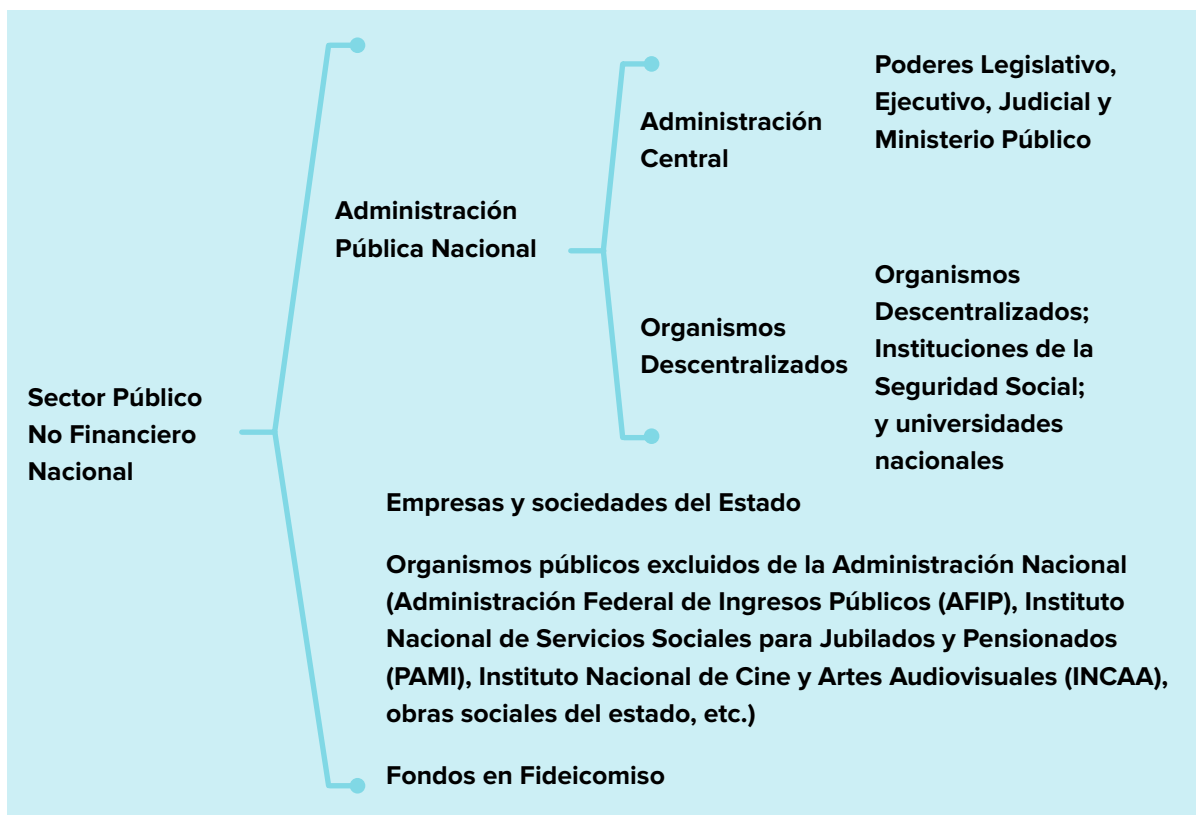 Sector Público
No Financiero
Nacional
Administración
Pública Nacional
Administración
Central
Poderes Legislativo,
Ejecutivo, Judicial y
Ministerio Público
Organismos
Descentralizados
Organismos
Descentralizados;
Instituciones de la
Seguridad Social;
y universidades
nacionales
Empresas y sociedades del Estado
Organismos públicos excluidos de la Administración Nacional
(Administración Federal de Ingresos Públicos (AFIP), Instituto
Nacional de Servicios Sociales para Jubilados y Pensionados
(PAMI), Instituto Nacional de Cine y Artes Audiovisuales (INCAA),
obras sociales del estado, etc.)
Fondos en Fideicomiso